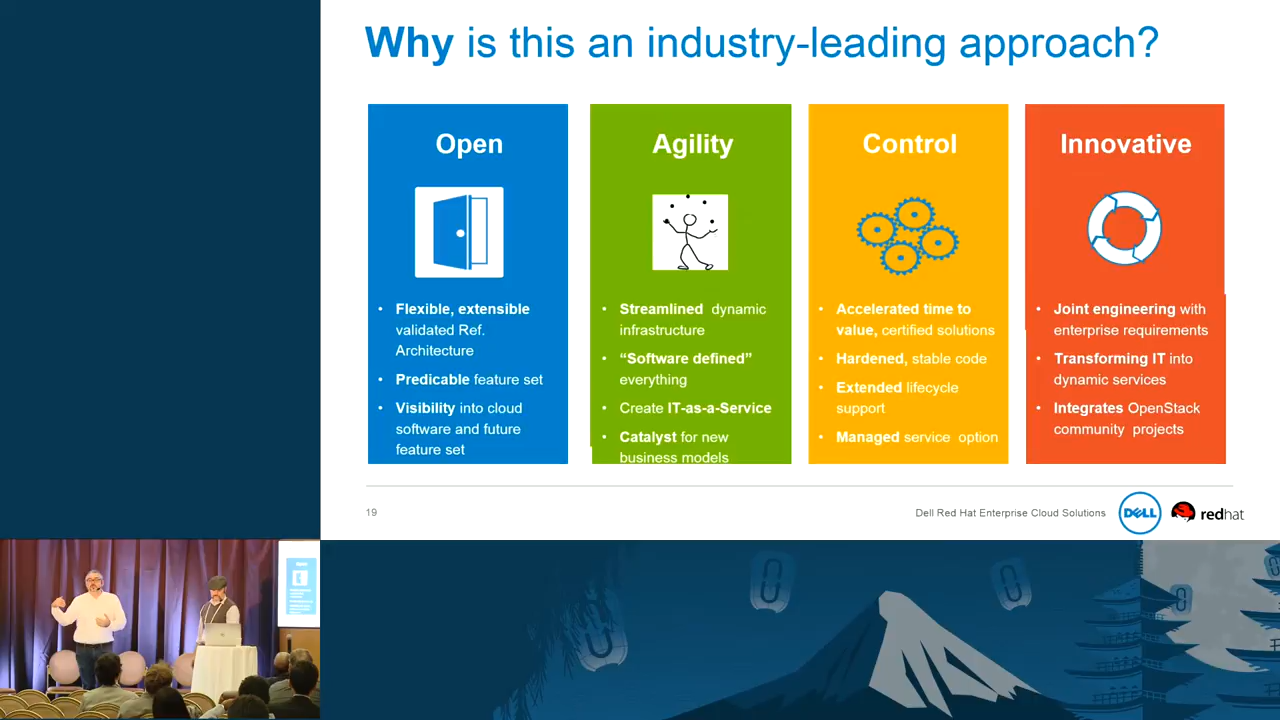 Why is this an industry-leading approach?
Open
• Flexible, extensible
validated Ref.
Architecture
• Predicable feature set
• Visibility into cloud
software and future
feature set
Agility
• Streamlined dynamic
infrastructure
• “Software defined”
everything
• Create IT-as-a-Service
• Catalyst for new
business models
Control
• Accelerated time to
value, certified solutions
• Hardened, stable code
• Extended lifecycle
support
• Managed service option
Innovative
• Joint engineering with
enterprise requirements
• Transforming IT into
dynamic services
• Integrates OpenStack
community projects
19
Dell Red Hat Enterprise Cloud Solutions
DELL
redhat